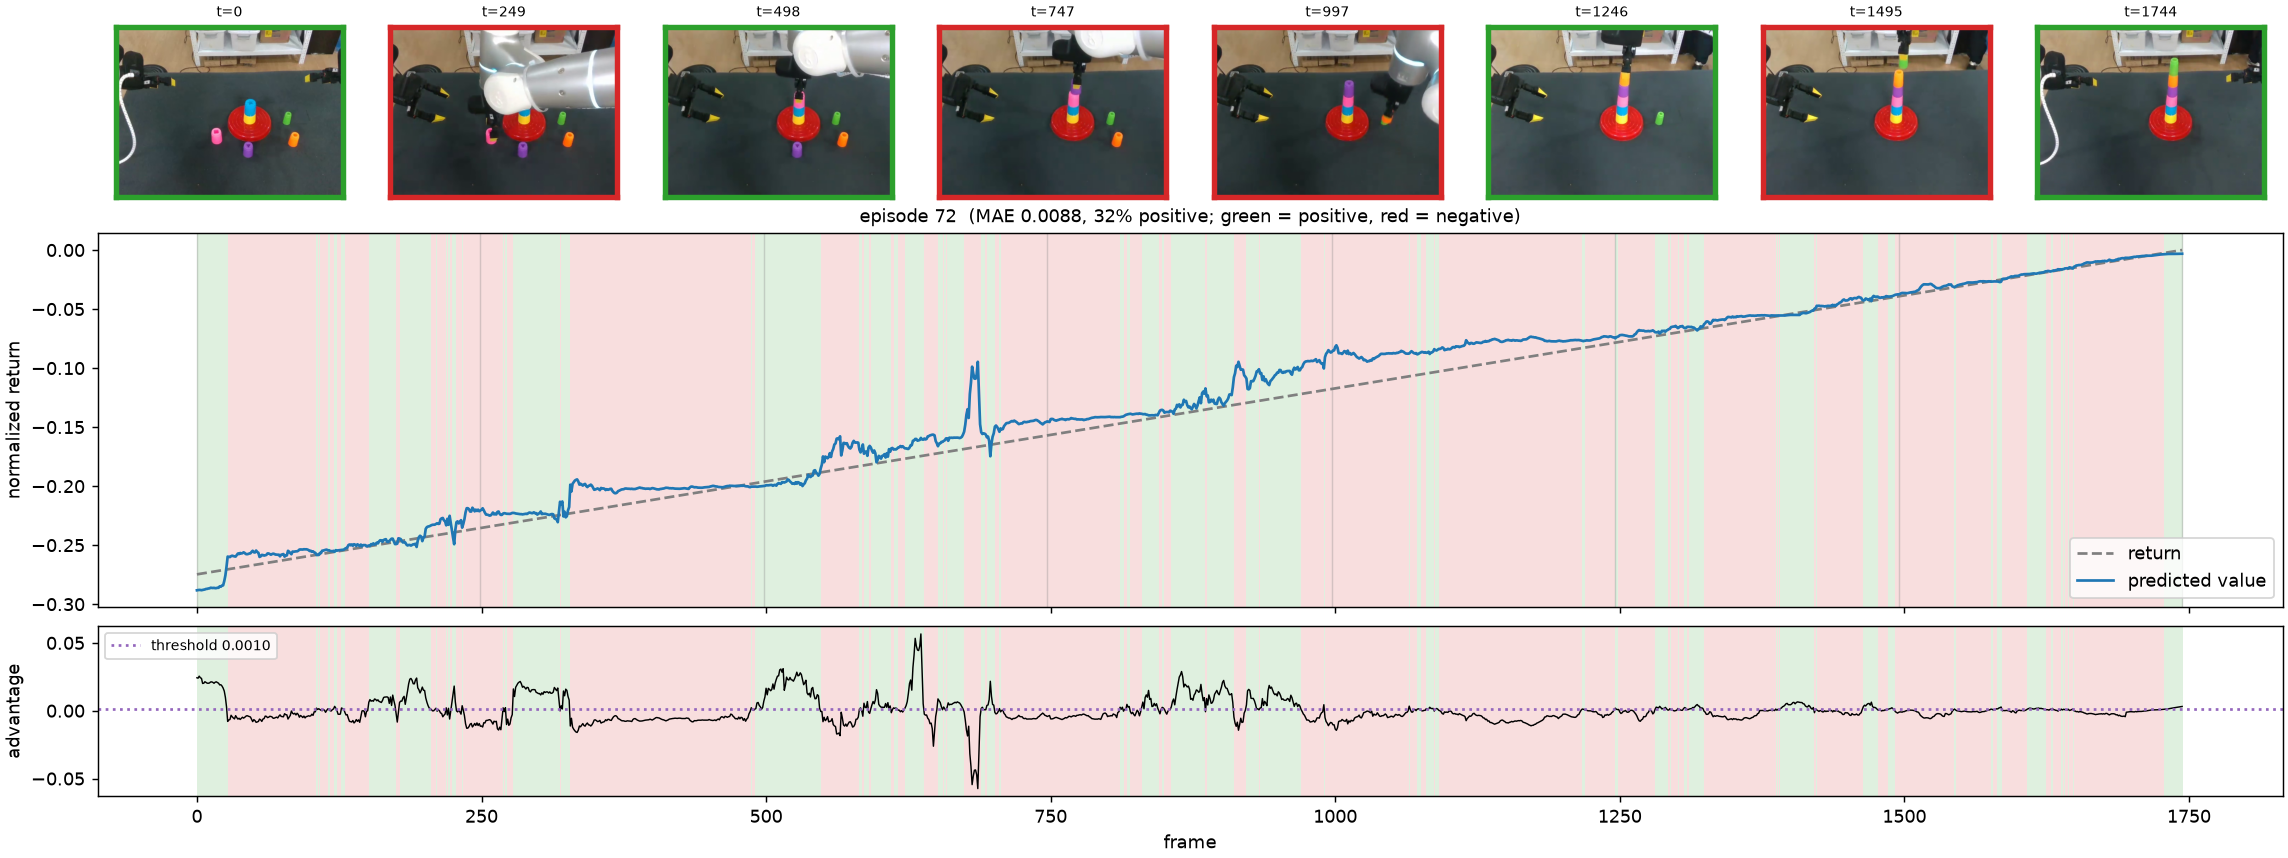 t=0 t=249 t=498 t=747 t=997 t=1246 t=1495 t=1744
episode 72 (MAE 0.0088, 32% positive; green = positive, red = negative)
0.00
−0.05
−0.10
−0.15
−0.20
−0.25
−0.30
normalized return
return
predicted value
threshold 0.0010
0.05
0.00
−0.05
advantage
0 250 500 750 1000 1250 1500 1750
frame